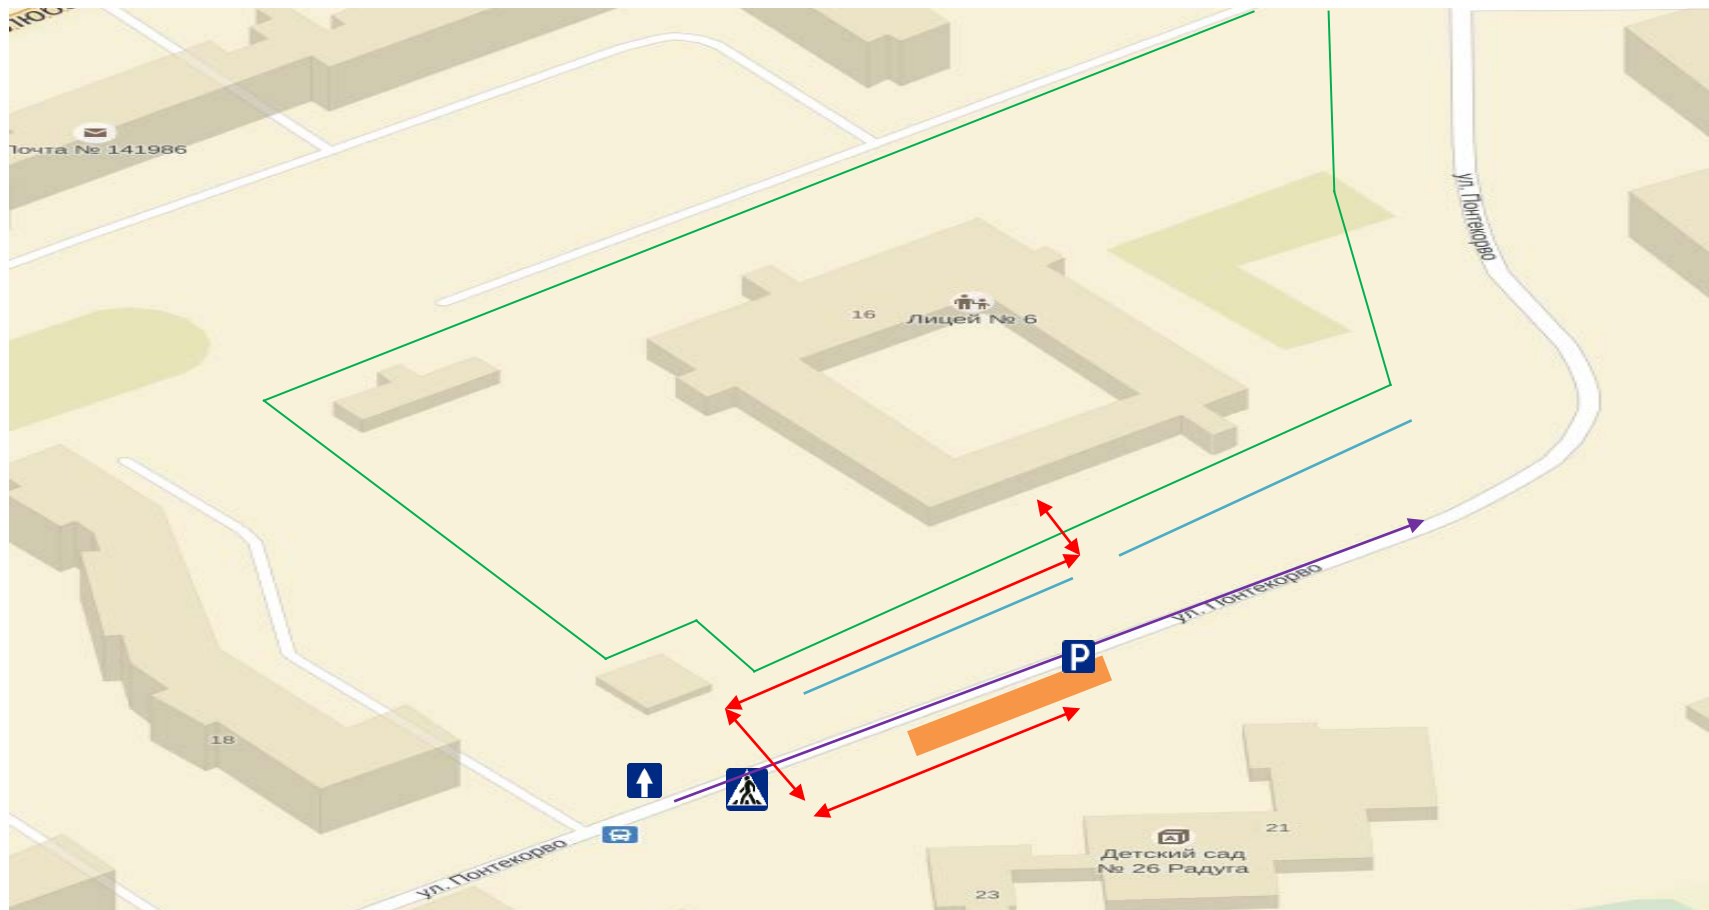 Почта № 141986
ул. Понтекорво
16
Лицей № 6
ул. Понтекорво
P
18
21
Детский сад
№ 26 Радуга
ул. Понтекорво
23